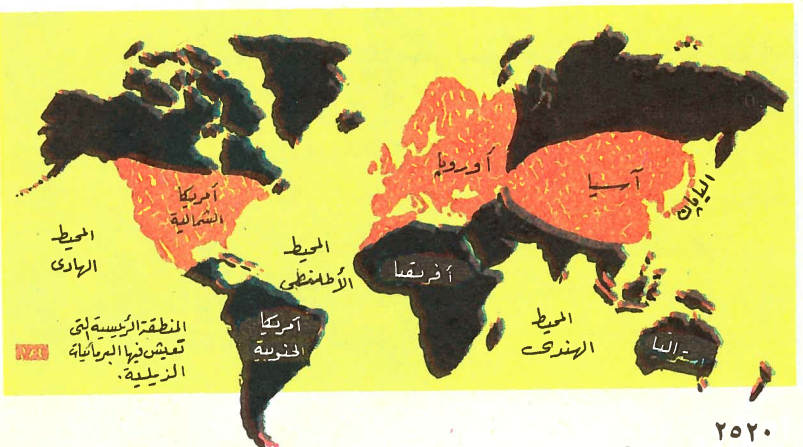 أوروبا
آسيا
اليابان
أمريكا
الشمالية
المحيط
الهادى
المحيط
الأطلنطى
أفريقيا
المحيط
الهندى
أمريكا
الجنوبية
استراليا
المنطقة الرئيسية التى
تعيش فيها البرمائيات
الذيلية.
٢٥٢٠